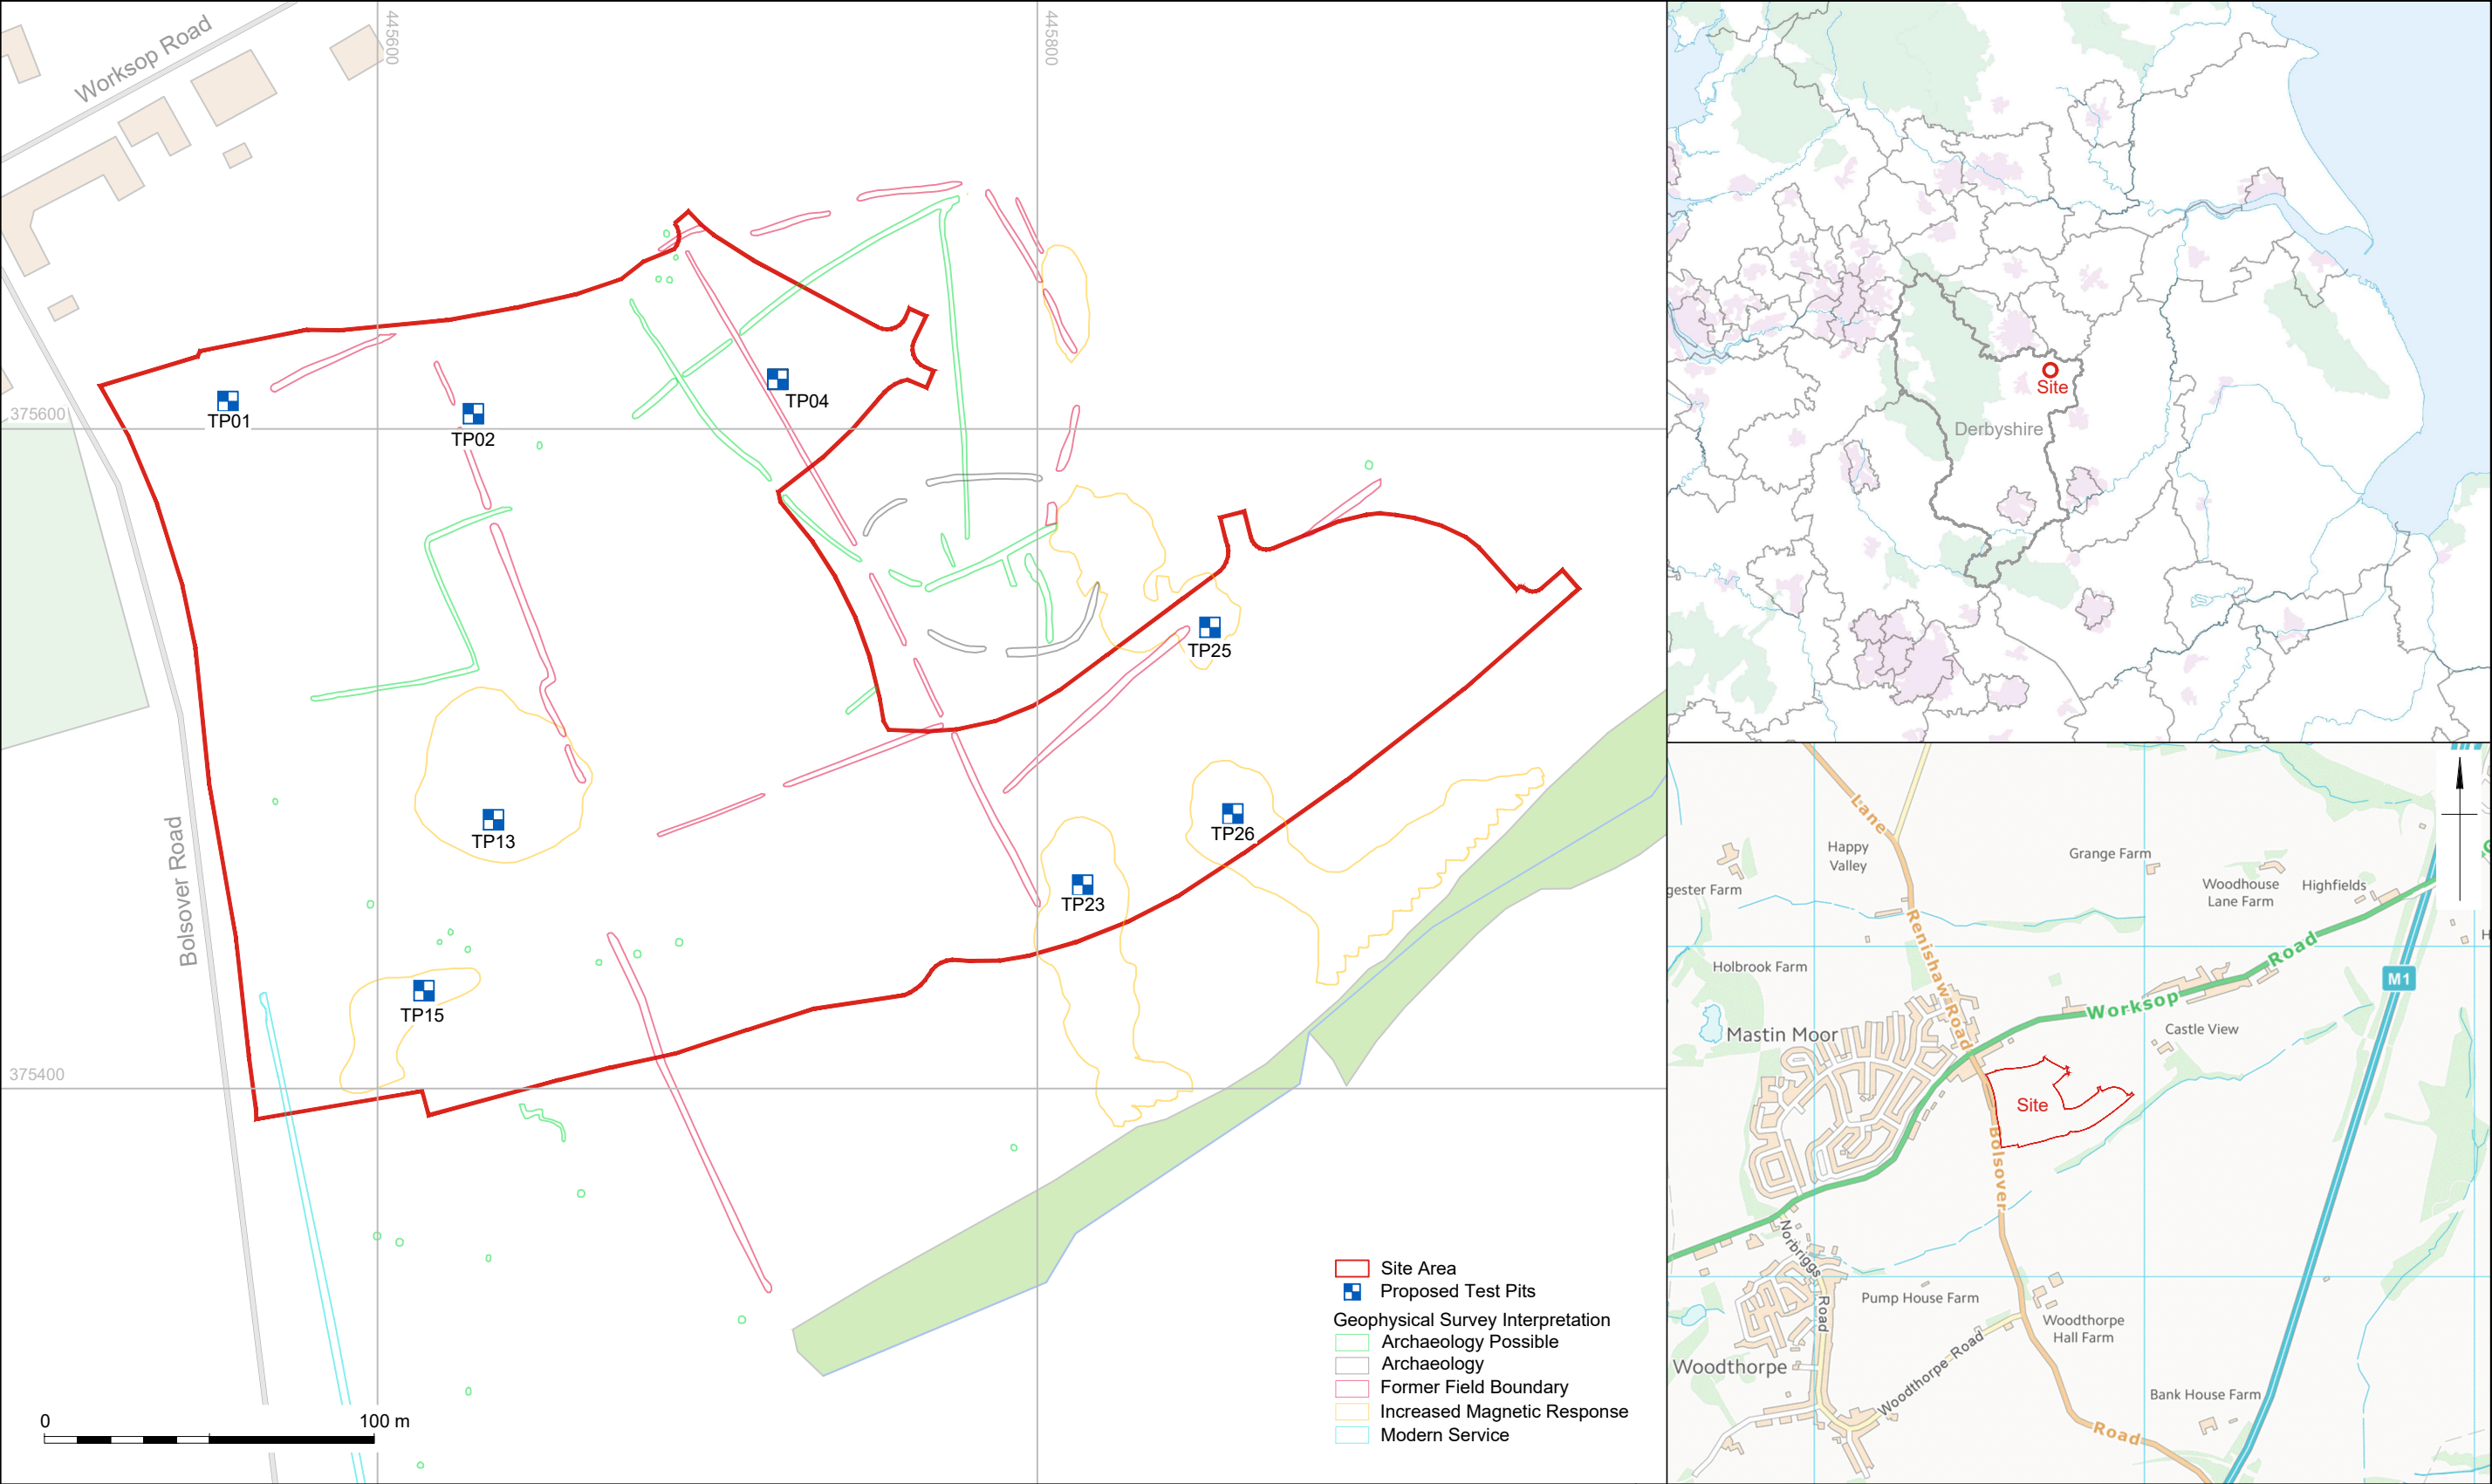 Worksop Road
445600
445800
375600
TP01
TP02
TP04
TP25
TP13
TP26
TP23
TP15
Bolsover Road
375400
0
100 m
Site Area
Proposed Test Pits
Geophysical Survey Interpretation
Archaeology Possible
Archaeology
Former Field Boundary
Increased Magnetic Response
Modern Service
Site
Derbyshire
Lane
Happy
Valley
Grange Farm
gester Farm
Woodhouse
Lane Farm
Highfields
Renishaw Road
Worksop Road
Holbrook Farm
M1
Mastin Moor
Castle View
Site
Bolsover
Norbriggs
Road
Pump House Farm
Woodthorpe
Hall Farm
Woodthorpe
Woodthorpe Road
Bank House Farm
Road